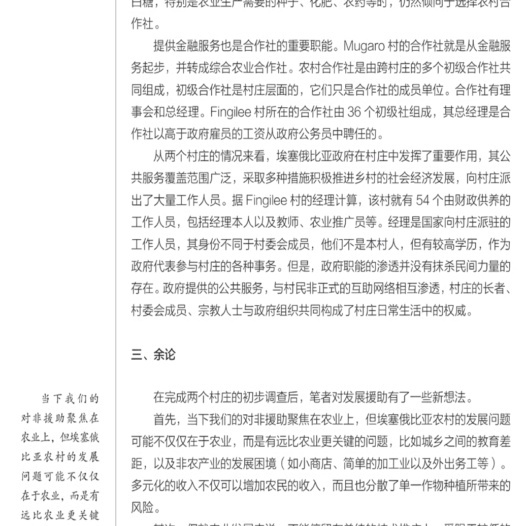 白糖，特别是农业生产需要的种子、化肥、农药等时，仍然倾向于选择农村合
作社。
提供金融服务也是合作社的重要职能。Mugaro 村的合作社就是从金融服
务起步，并转成综合农业合作社。农村合作社是由跨村庄的多个初级合作社共
同组成，初级合作社是村庄层面的，它们只是合作社的成员单位。合作社有理
事会和总经理。Fingilee 村所在的合作社由 36 个初级社组成，其总经理是合
作社以高于政府雇员的工资从政府公务员中聘任的。
从两个村庄的情况来看，埃塞俄比亚政府在村庄中发挥了重要作用，其公
共服务覆盖范围广泛，采取多种措施积极推进乡村的社会经济发展，向村庄派
出了大量工作人员。据 Fingilee 村的经理计算，该村就有 54 个由财政供养的
工作人员，包括经理本人以及教师、农业推广员等。经理是国家向村庄派驻的
工作人员，其身份不同于村委会成员，他们不是本村人，但有较高学历，作为
政府代表参与村庄的各种事务。但是，政府职能的渗透并没有抹杀民间力量的
存在。政府提供的公共服务，与村民非正式的互助网络相互渗透，村庄的长者、
村委会成员、宗教人士与政府组织共同构成了村庄日常生活中的权威。
三、余论
在完成两个村庄的初步调查后，笔者对发展援助有了一些新想法。
首先，当下我们的对非援助聚焦在农业上，但埃塞俄比亚农村的发展问题
可能不仅仅在于农业，而是有远比农业更关键的问题，比如城乡之间的教育差
距，以及非农产业的发展困境（如小商店、简单的加工业以及外出务工等）。
多元化的收入不仅可以增加农民的收入，而且也分散了单一作物种植所带来的
风险。
当下我们的
对非援助聚焦在
农业上，但埃塞俄
比亚农村的发展
问题可能不仅仅
在于农业，而是有
远比农业更关键